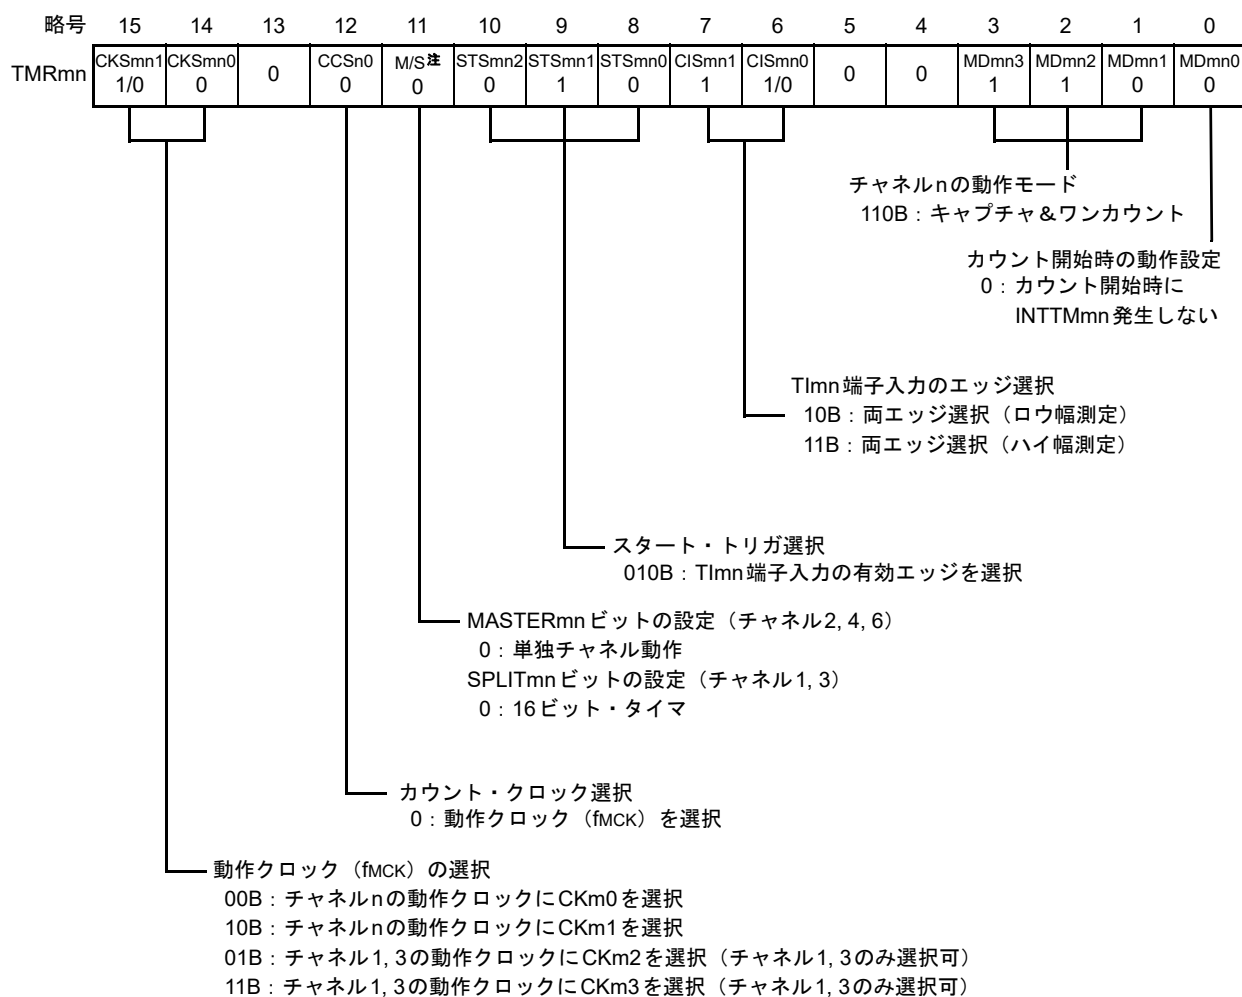 略号 15 14 13 12 11 10 9 8 7 6 5 4 3 2 1 0
TMRmn CKSmn1 CKSmn0 CCSn0 M/S注 STSmn2 STSmn1 STSmn0 CISmn1 CISmn0 MDmn3 MDmn2 MDmn1 MDmn0
1/0 0 0 0 0 0 1 0 1 1/0 0 0 1 1 0 0
チャネルnの動作モード
110B：キャプチャ＆ワンカウント
カウント開始時の動作設定
0：カウント開始時に
INTTMmn発生しない
TImn端子入力のエッジ選択
10B：両エッジ選択（ロウ幅測定）
11B：両エッジ選択（ハイ幅測定）
スタート・トリガ選択
010B：TImn端子入力の有効エッジを選択
MASTERmnビットの設定（チャネル2, 4, 6）
0：単独チャネル動作
SPLITmnビットの設定（チャネル1, 3）
0：16ビット・タイマ
カウント・クロック選択
0：動作クロック（fMCK）を選択
動作クロック（fMCK）の選択
00B：チャネルnの動作クロックにCKm0を選択
10B：チャネルnの動作クロックにCKm1を選択
01B：チャネル1, 3の動作クロックにCKm2を選択（チャネル1, 3のみ選択可）
11B：チャネル1, 3の動作クロックにCKm3を選択（チャネル1, 3のみ選択可）